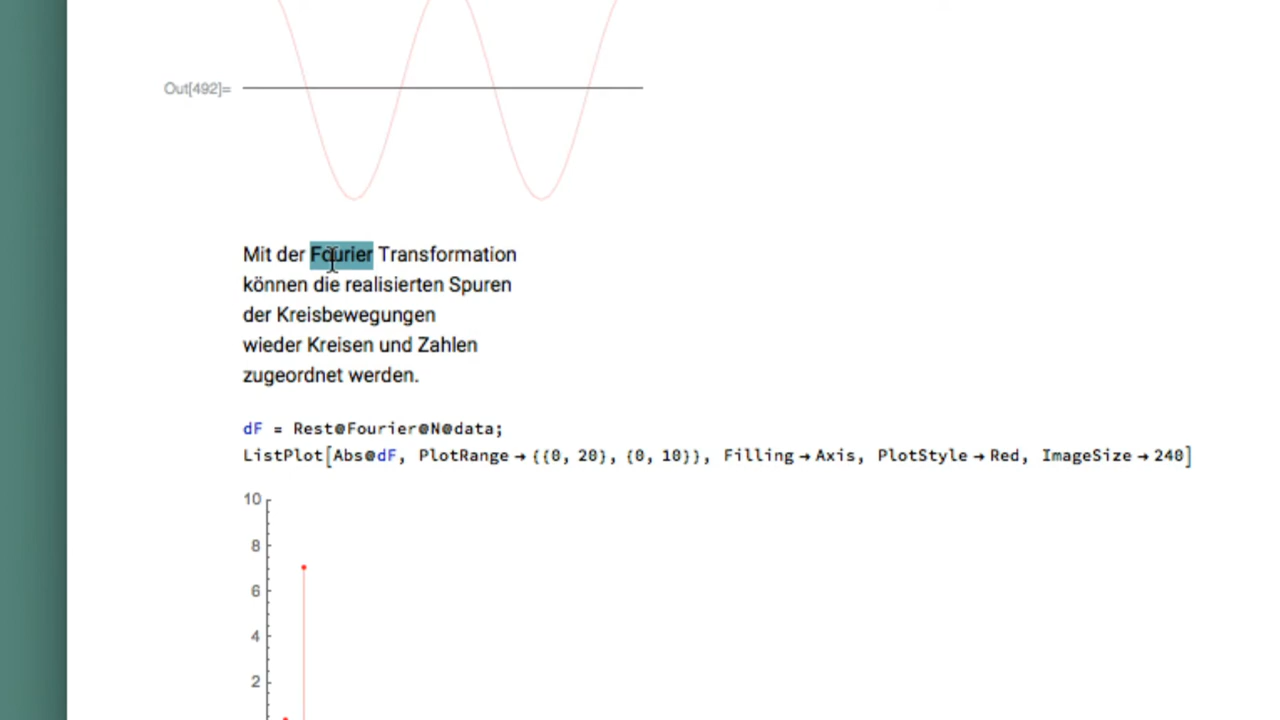 Out[492]=
Mit der Fourier Transformation
können die realisierten Spuren
der Kreisbewegungen
wieder Kreisen und Zahlen
zugeordnet werden.
dF = Rest@Fourier@N@data;
ListPlot[Abs@dF, PlotRange → {{0, 20}, {0, 10}}, Filling → Axis, PlotStyle → Red, ImageSize → 240]
10
8
6
4
2